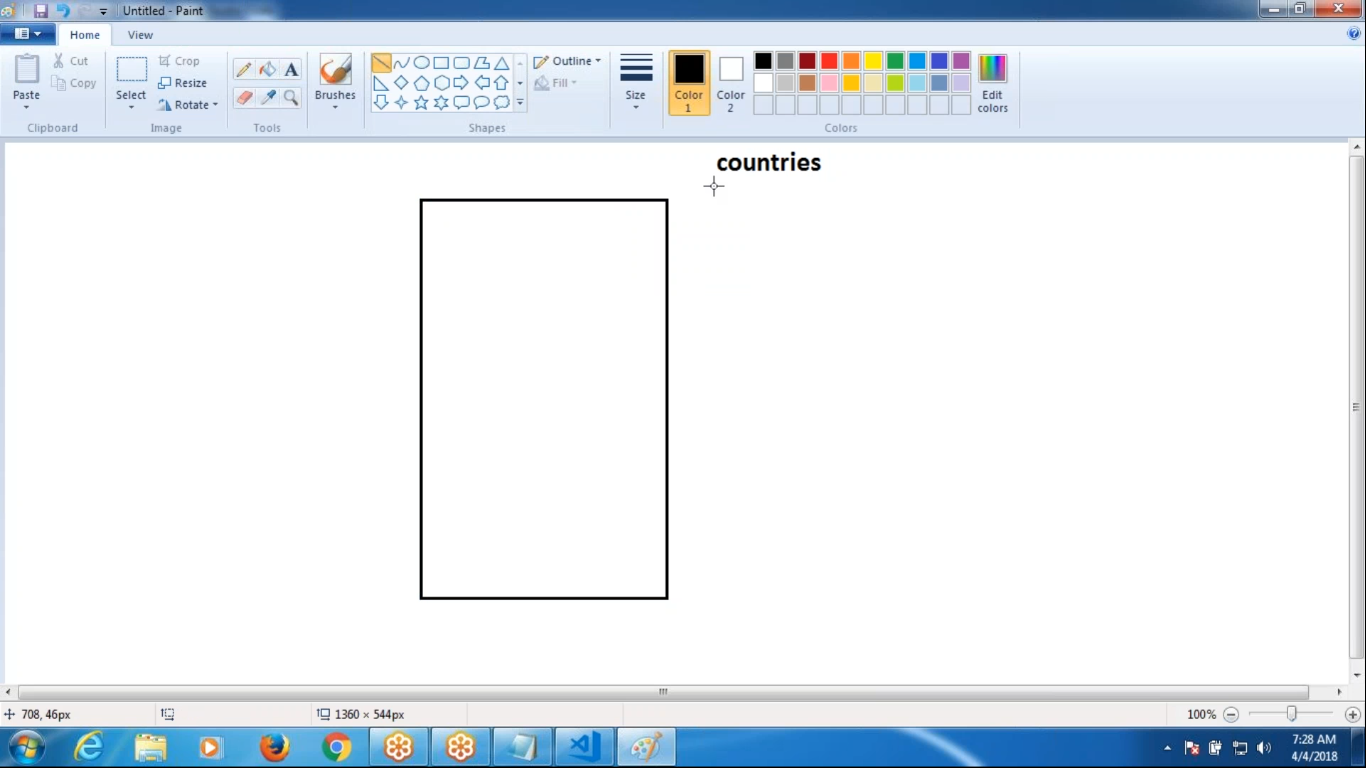 Untitled - Paint
Home
View
Paste
Cut
Copy
Clipboard
Select
Crop
Resize
Rotate
Image
A
Tools
Brushes
Outline
Fill
Shapes
Size
Color 1
Color 2
Edit colors
Colors
countries
708, 46px
1360 × 544px
100%
7:28 AM
4/4/2018